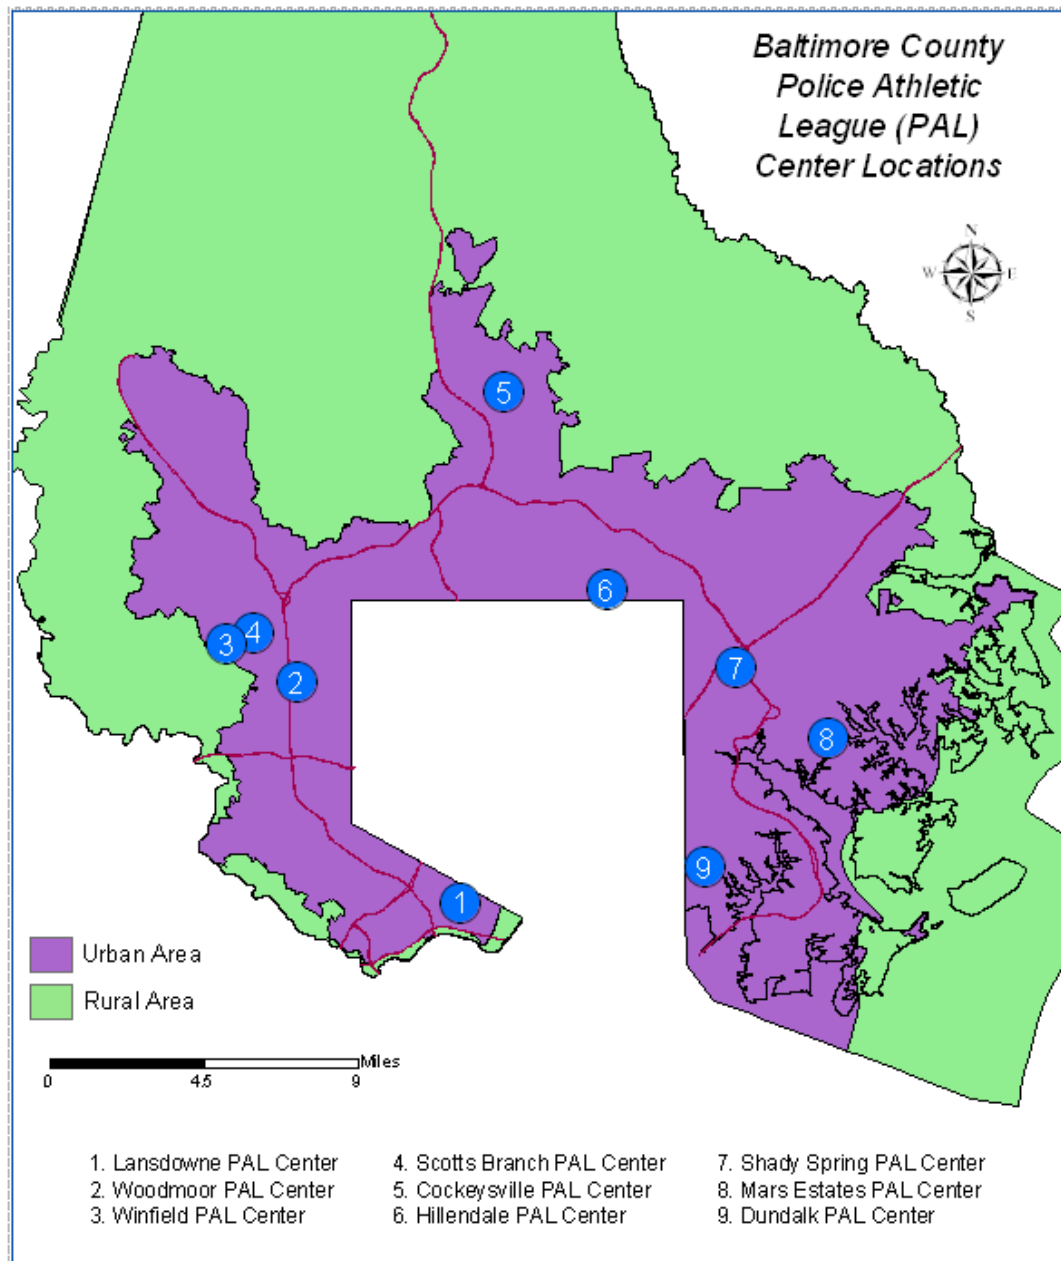 Baltimore County
Police Athletic
League (PAL)
Center Locations
N
W E
S
5
6
4
3
7
2
8
9
1
Urban Area
Rural Area
Miles
0 4.5 9
1. Lansdowne PAL Center 4. Scotts Branch PAL Center 7. Shady Spring PAL Center
2. Woodmoor PAL Center 5. Cockeysville PAL Center 8. Mars Estates PAL Center
3. Winfield PAL Center 6. Hillendale PAL Center 9. Dundalk PAL Center